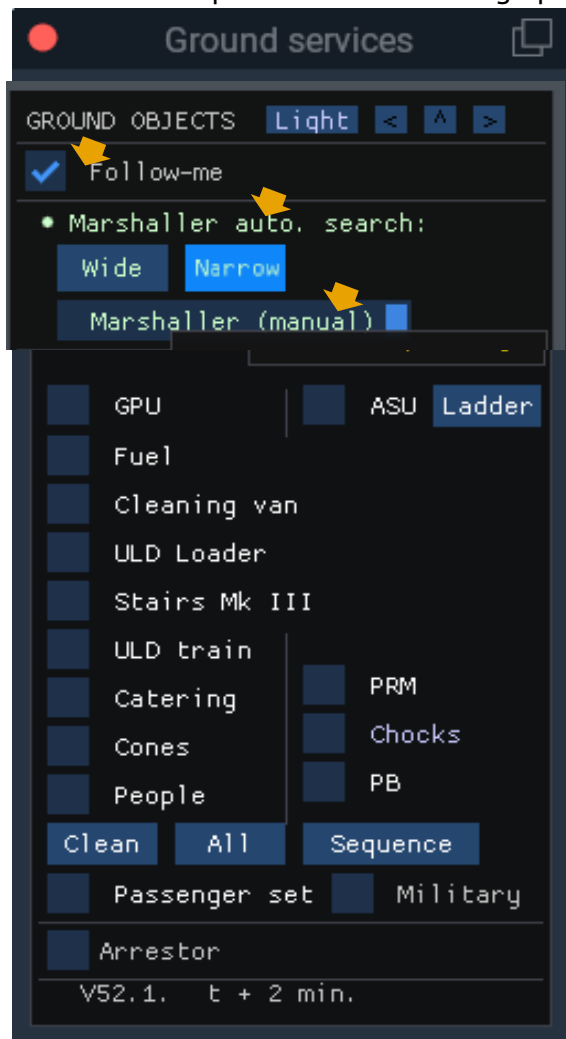 Ground services
GROUND OBJECTS Light < ^ >
Follow-me
• Marshaller auto. search:
Wide Narrow
Marshaller (manual)
GPU ASU Ladder
Fuel
Cleaning van
ULD Loader
Stairs Mk III
ULD train
PRM
Catering
Chocks
Cones
PB
People
Clean All Sequence
Passenger set Military
Arrestor
V52.1. t + 2 min.